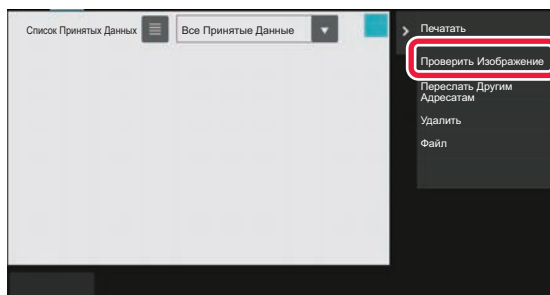 Список Принятых Данных
Все Принятые Данные
Печатать
Проверить Изображение
Переслать Другим
Адресатам
Удалить
Файл